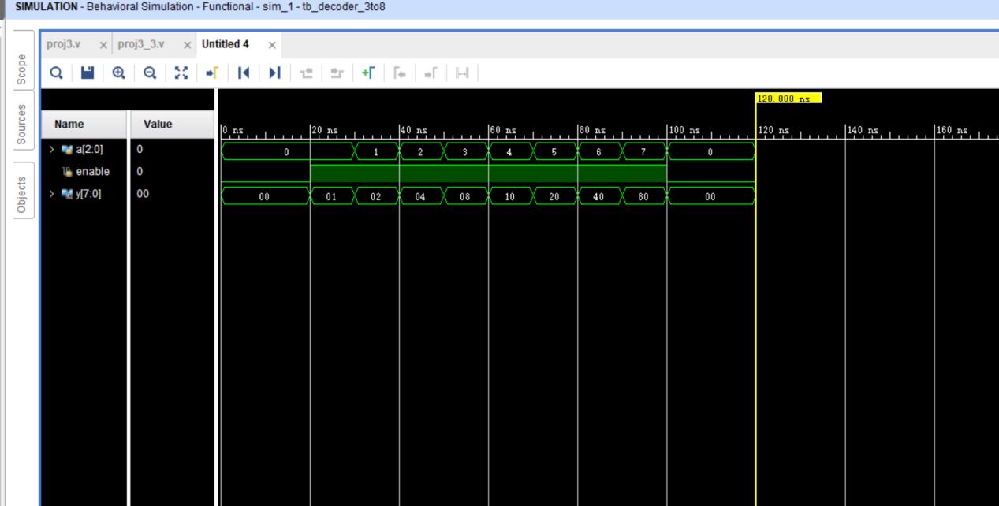 SIMULATION - Behavioral Simulation - Functional - sim_1 - tb_decoder_3to8
proj3.v × proj3_3.v × Untitled 4 ×
Scope
Sources
Objects
120.000 ns
Name Value
0 ns 20 ns 40 ns 60 ns 80 ns 100 ns 120 ns 140 ns 160 ns
a[2:0] 0 0 1 2 3 4 5 6 7 0
enable 0
y[7:0] 00 00 01 02 04 08 10 20 40 80 00